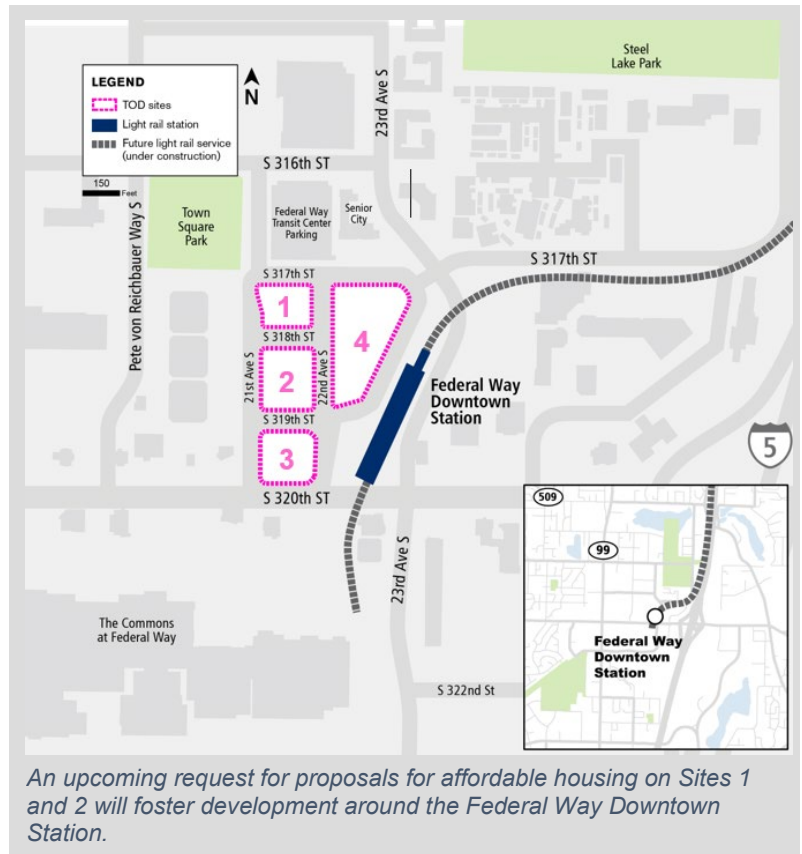 Steel
Lake Park
LEGEND
TOD sites
Light rail station
Future light rail service
(under construction)
N
23rd Ave S
S 316th ST
150
Feet
Pete von Reichbauer Way S
Town
Square
Park
Federal Way
Transit Center
Parking
Senior
City
S 317th ST
S 317th ST
1
S 318th ST
4
21st Ave S
2
22nd Ave S
Federal Way
Downtown
Station
S 319th ST
3
5
S 320th ST
23rd Ave S
The Commons
at Federal Way
S 322nd St
509
99
Federal Way
Downtown
Station
An upcoming request for proposals for affordable housing on Sites 1
and 2 will foster development around the Federal Way Downtown
Station.